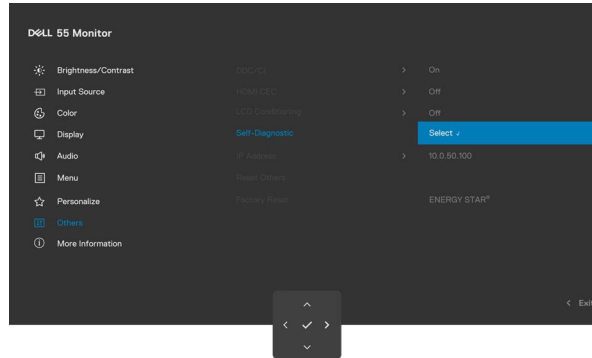 DELL 55 Monitor
Brightness/Contrast
DDC/CI
On
Input Source
HDMI CEC
Off
Color
LCD Conditioning
Off
Display
Self-Diagnostic
Select
Audio
IP Address
10.0.50.100
Menu
Reset Others
Personalize
Factory Reset
ENERGY STAR®
Others
More Information
Exit